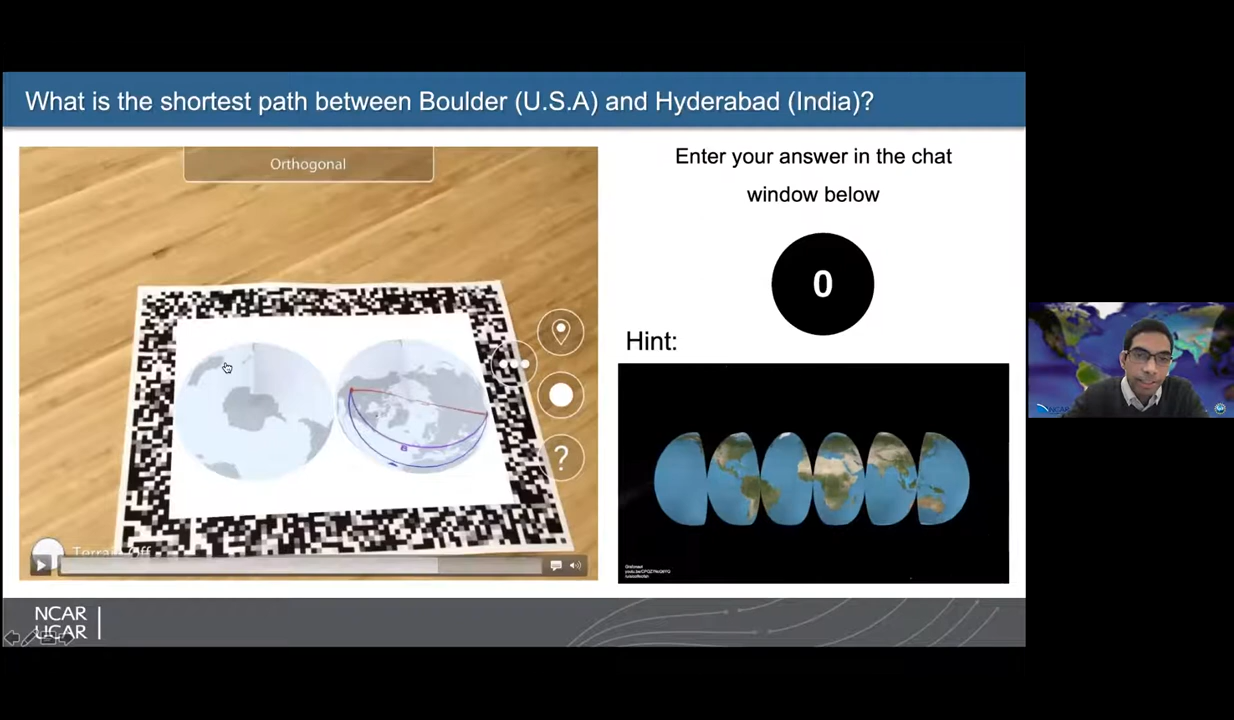 What is the shortest path between Boulder (U.S.A) and Hyderabad (India)?
Orthogonal
Enter your answer in the chat
window below
0
Hint:
?
NCAR
UCAR
NCAR